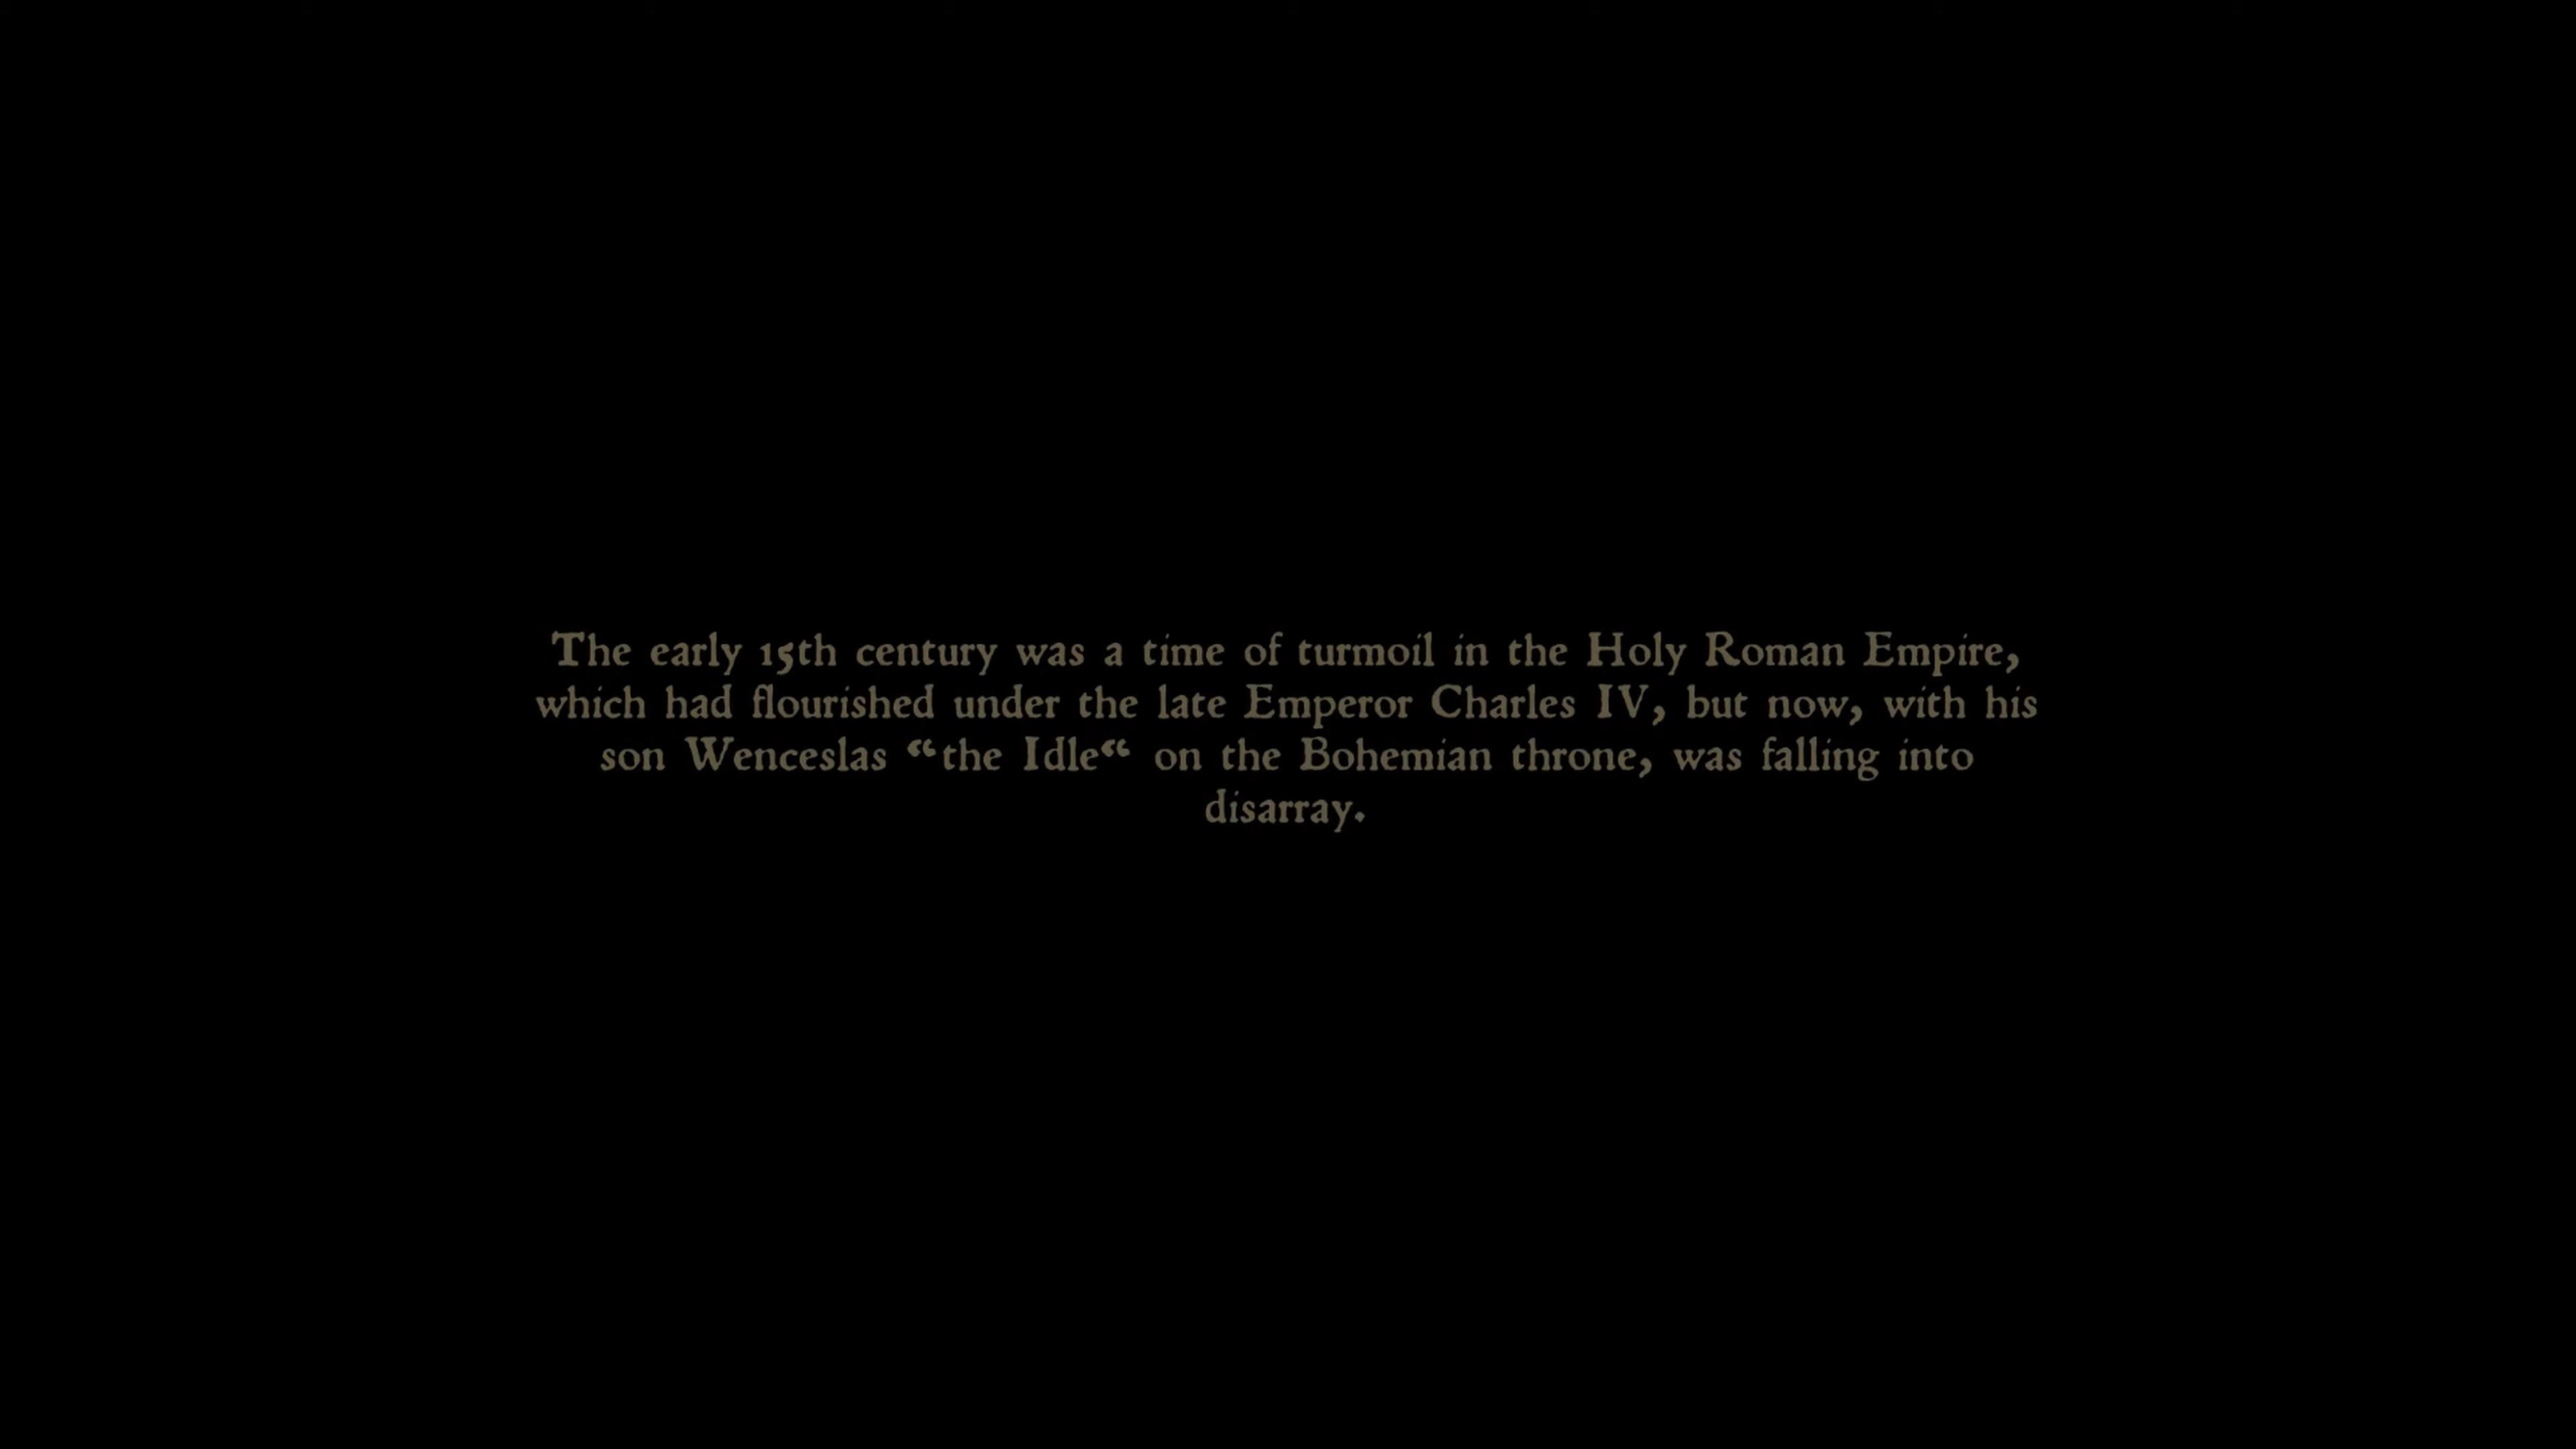 The early 15th century was a time of turmoil in the Holy Roman Empire,
which had flourished under the late Emperor Charles IV, but now, with his
son Wenceslas “the Idle“ on the Bohemian throne, was falling into
disarray.